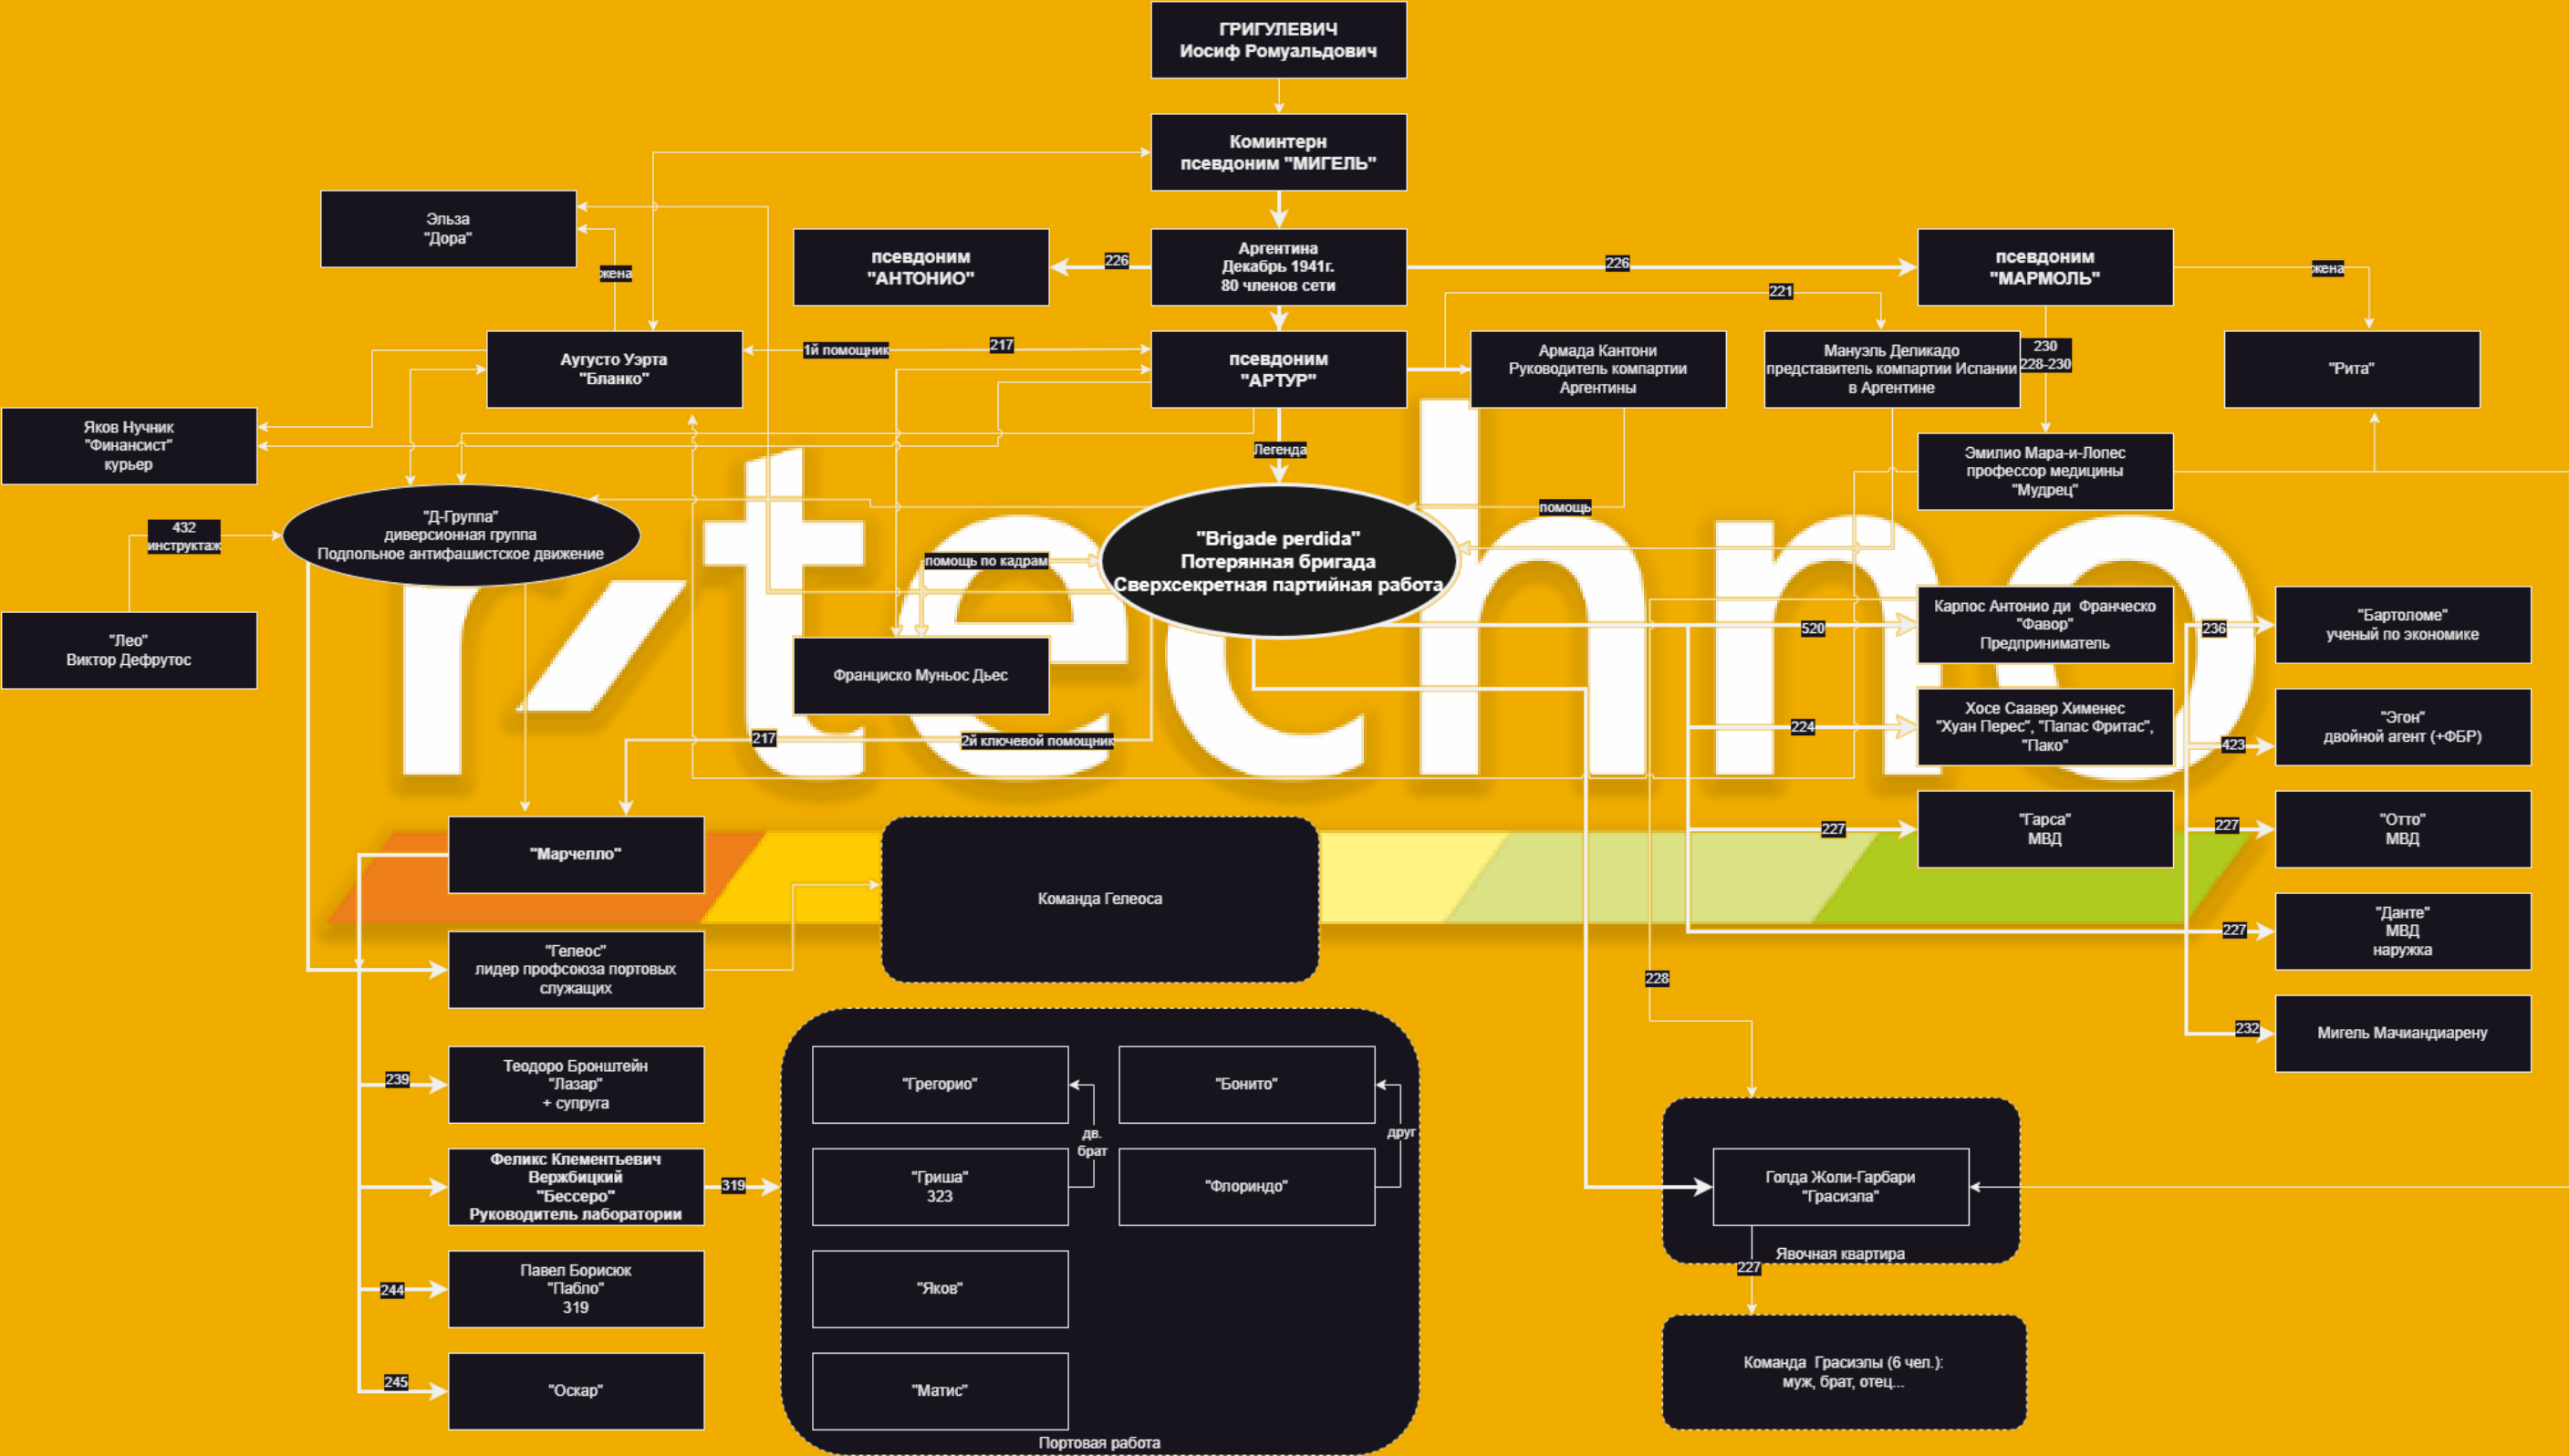 ГРИГУЛЕВИЧ
Иосиф Ромуальдович
Коминтерн
псевдоним "МИГЕЛЬ"
Эльза
"Дора"
жена
псевдоним
"АНТОНИО"
226
Аргентина
Декабрь 1941г.
80 членов сети
226
псевдоним
"МАРМОЛЬ"
жена
221
Аугусто Уэрта
"Бланко"
1й помощник
217
псевдоним
"АРТУР"
Армада Кантони
Руководитель компартии
Аргентины
Мануэль Деликадо
представитель компартии Испании
в Аргентине
230
228-230
"Рита"
Яков Нучник
"Финансист"
курьер
Легенда
Эмилио Мара-и-Лопес
профессор медицины
"Мудрец"
432
инструктаж
"Д-Группа"
диверсионная группа
Подпольное антифашистское движение
помощь
"Brigade perdida"
Потерянная бригада
Сверхсекретная партийная работа
помощь по кадрам
r/techno
"Лео"
Виктор Дефрутос
Франциско Муньос Дьес
520
Карлос Антонио ди  Франческо
"Фавор"
Предприниматель
236
"Бартоломе"
ученый по экономике
217
2й ключевой помощник
224
Хосе Саавер Хименес
"Хуан Перес", "Папас Фритас",
"Пако"
423
"Эгон"
двойной агент (+ФБР)
"Марчелло"
Команда Гелеоса
227
"Гарса"
МВД
227
"Отто"
МВД
"Гелеос"
лидер профсоюза портовых
служащих
227
"Данте"
МВД
наружка
228
232
Мигель Мачиандиарену
239
Теодоро Бронштейн
"Лазар"
+ супруга
"Грегорио"
"Бонито"
дв.
брат
друг
Феликс Клементьевич
Вержбицкий
"Бессеро"
Руководитель лаборатории
319
"Гриша"
323
"Флориндо"
Голда Жоли-Гарбари
"Грасиэла"
Явочная квартира
227
244
Павел Борисюк
"Пабло"
319
"Яков"
245
"Оскар"
"Матис"
Портовая работа
Команда  Грасиэлы (6 чел.):
муж, брат, отец...